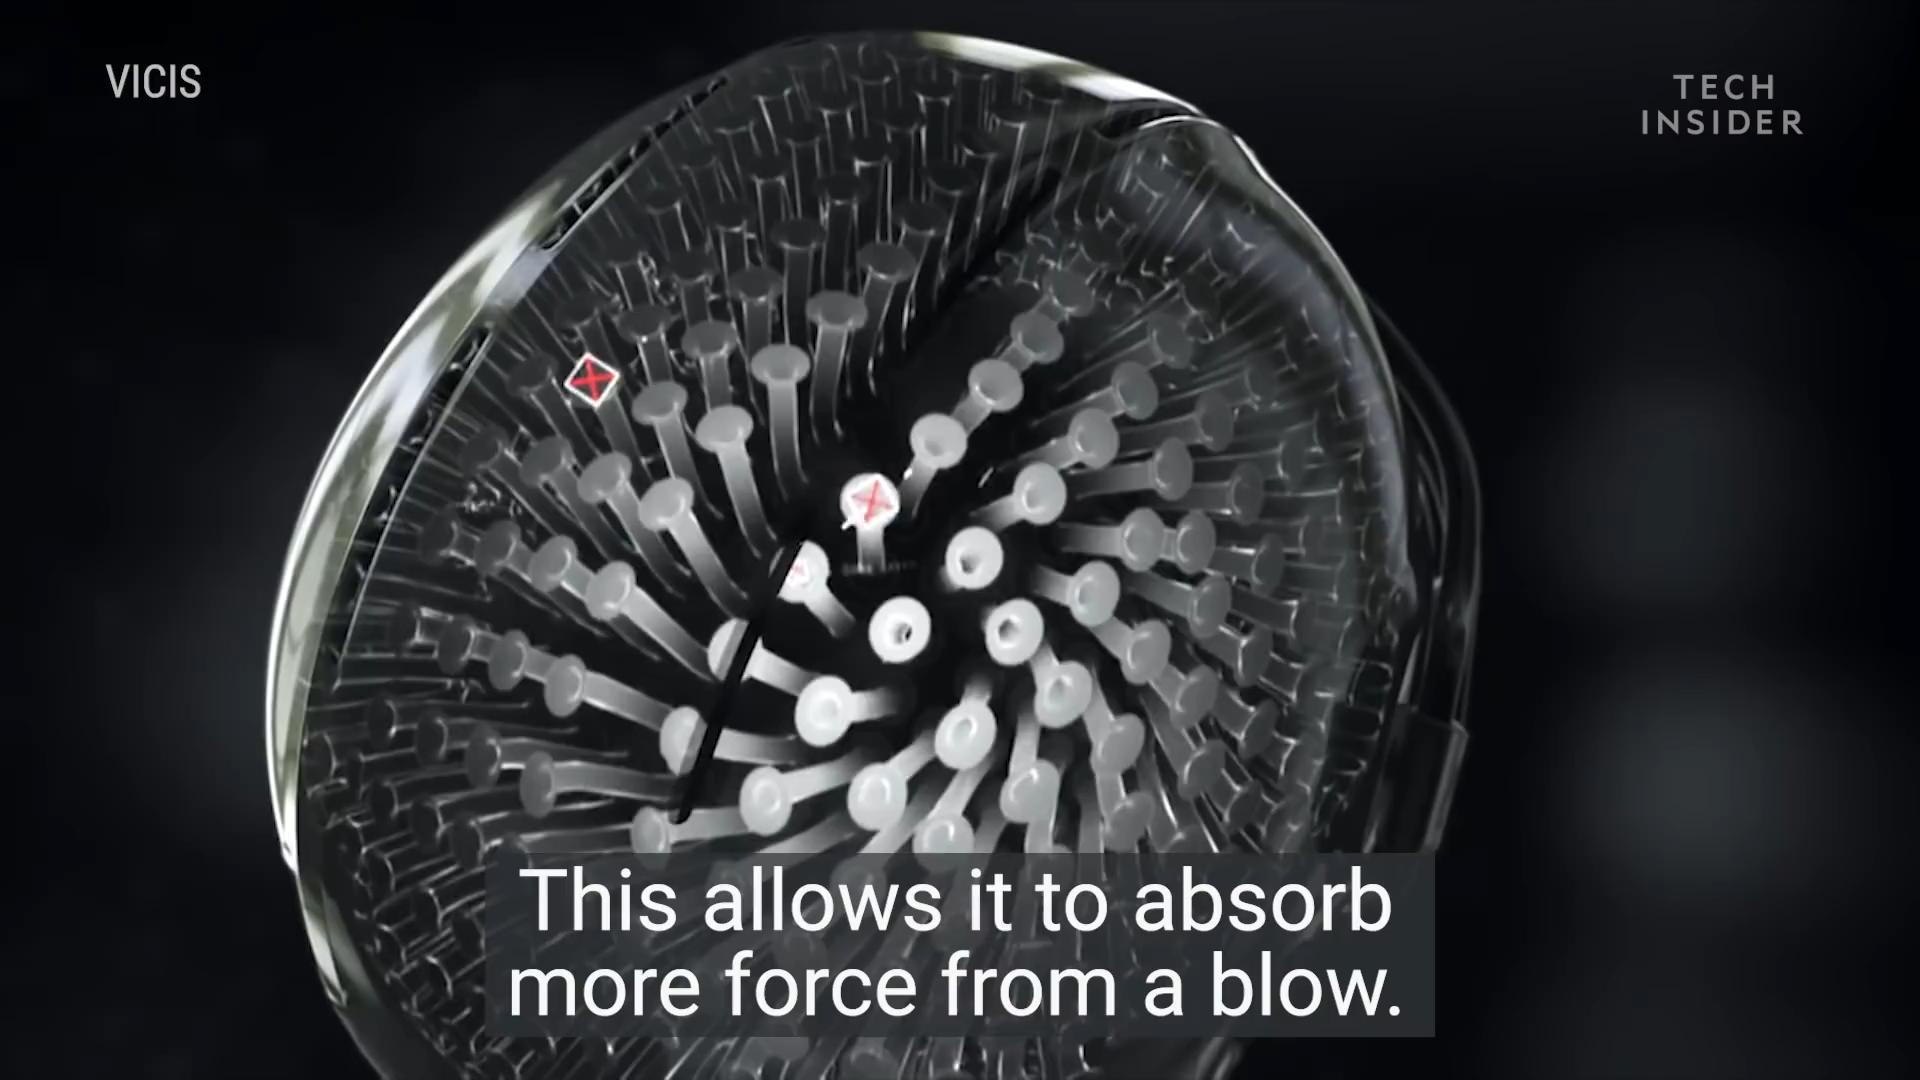 VICIS
TECH
INSIDER
This allows it to absorb
more force from a blow.